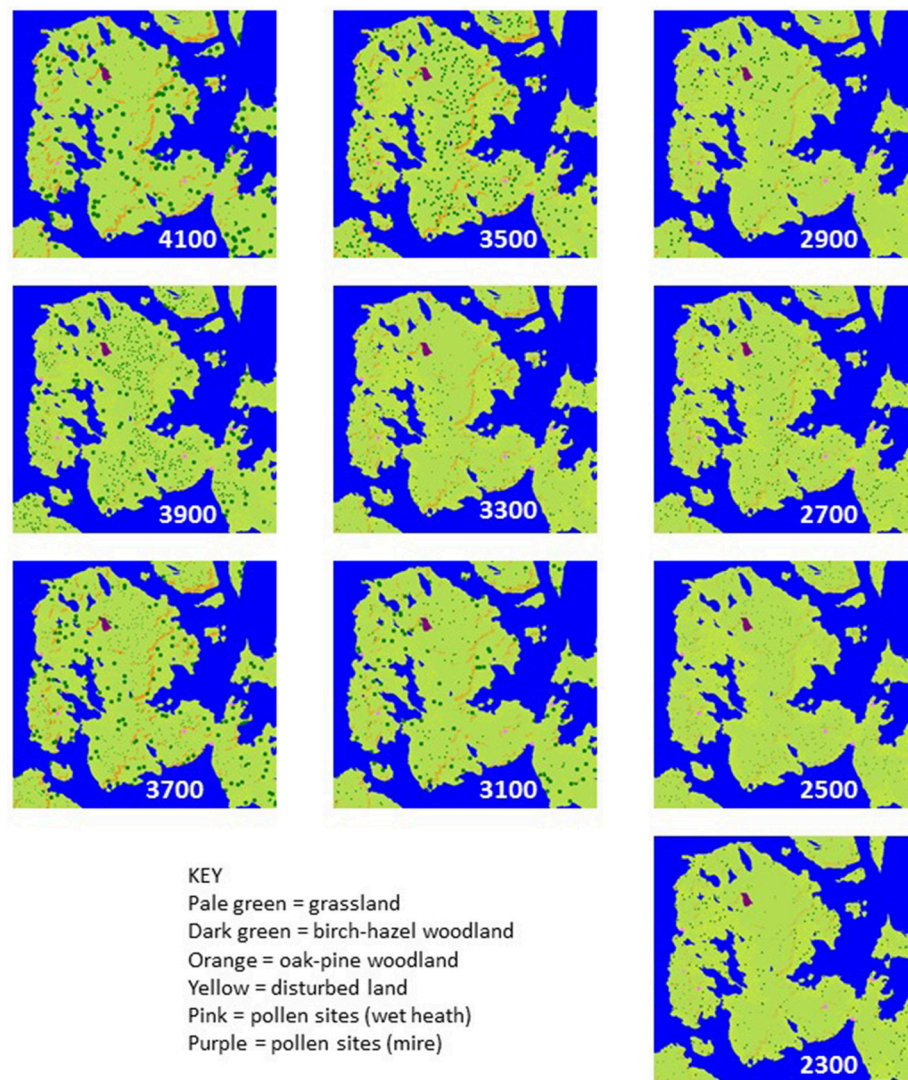 4100
3500
2900
3900
3300
2700
3700
3100
2500
KEY
Pale green = grassland
Dark green = birch-hazel woodland
Orange = oak-pine woodland
Yellow = disturbed land
Pink = pollen sites (wet heath)
Purple = pollen sites (mire)
2300